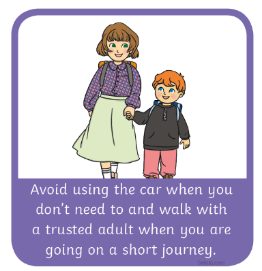 Avoid using the car when you
don't need to and walk with
a trusted adult when you are
going on a short journey.